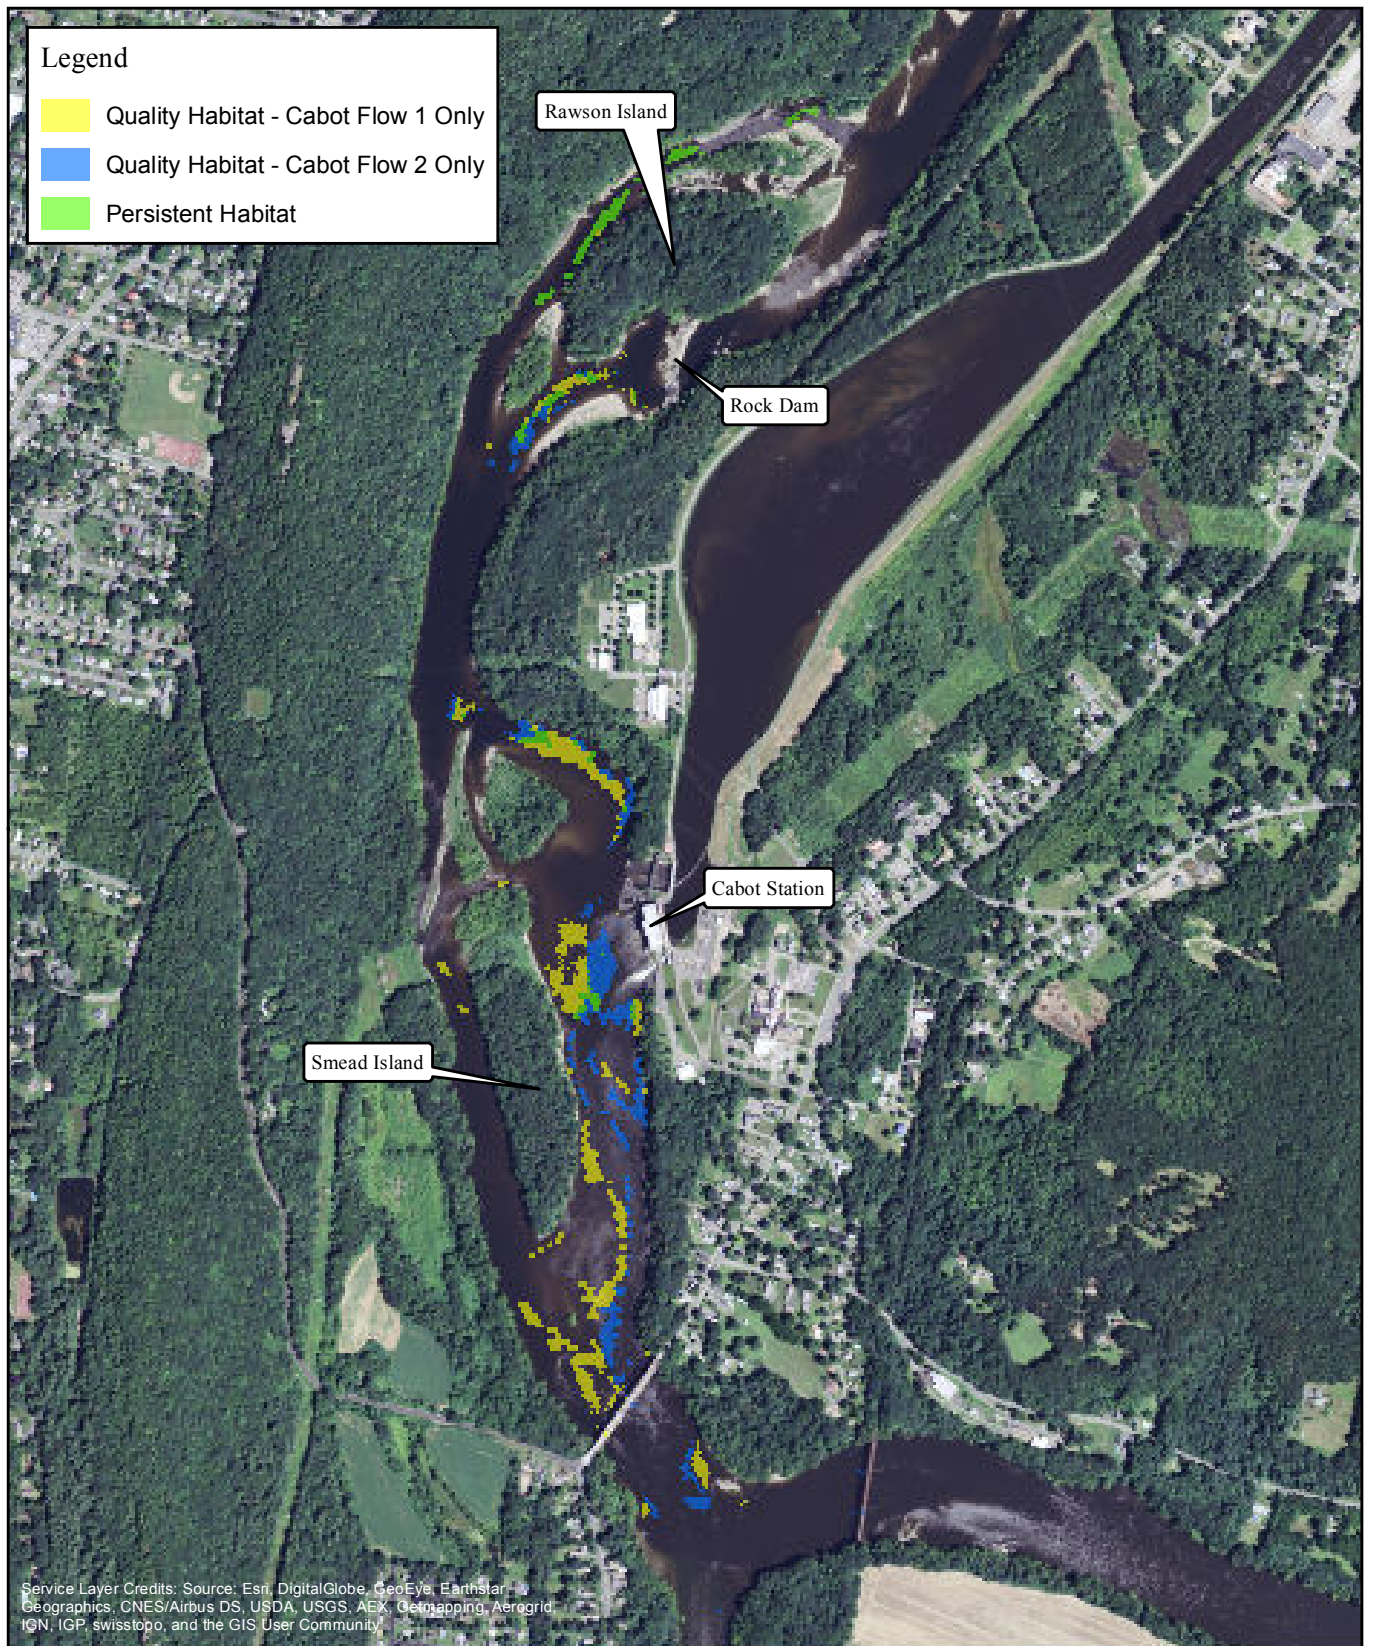 Legend
Quality Habitat - Cabot Flow 1 Only
Quality Habitat - Cabot Flow 2 Only
Persistent Habitat
Rawson Island
Rock Dam
Cabot Station
Smead Island
Service Layer Credits: Source: Esri, DigitalGlobe, GeoEye, Earthstar
Geographics, CNES/Airbus DS, USDA, USGS, AEX, Getmapping, Aerogrid,
IGN, IGP, swisstopo, and the GIS User Community